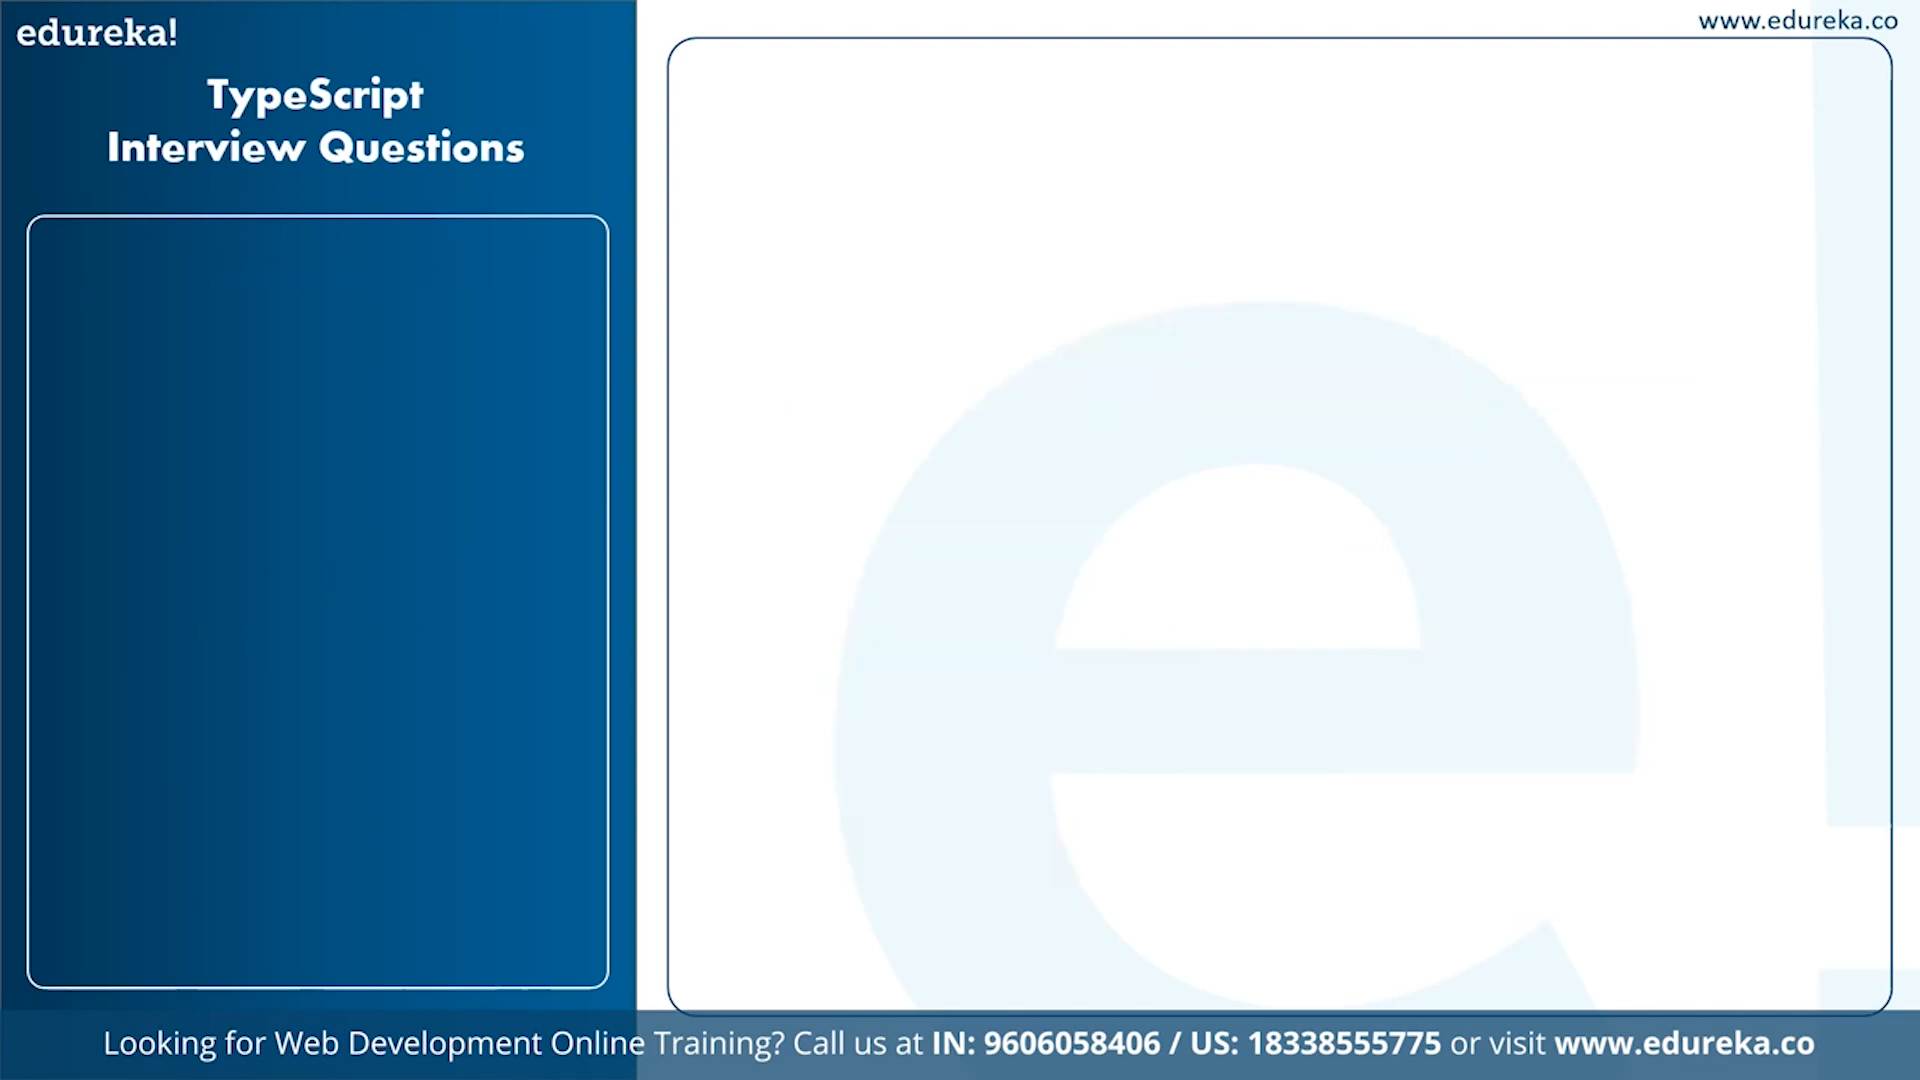 edureka!
www.edureka.co
TypeScript
Interview Questions
Looking for Web Development Online Training? Call us at IN: 9606058406 / US: 18338555775 or visit www.edureka.co